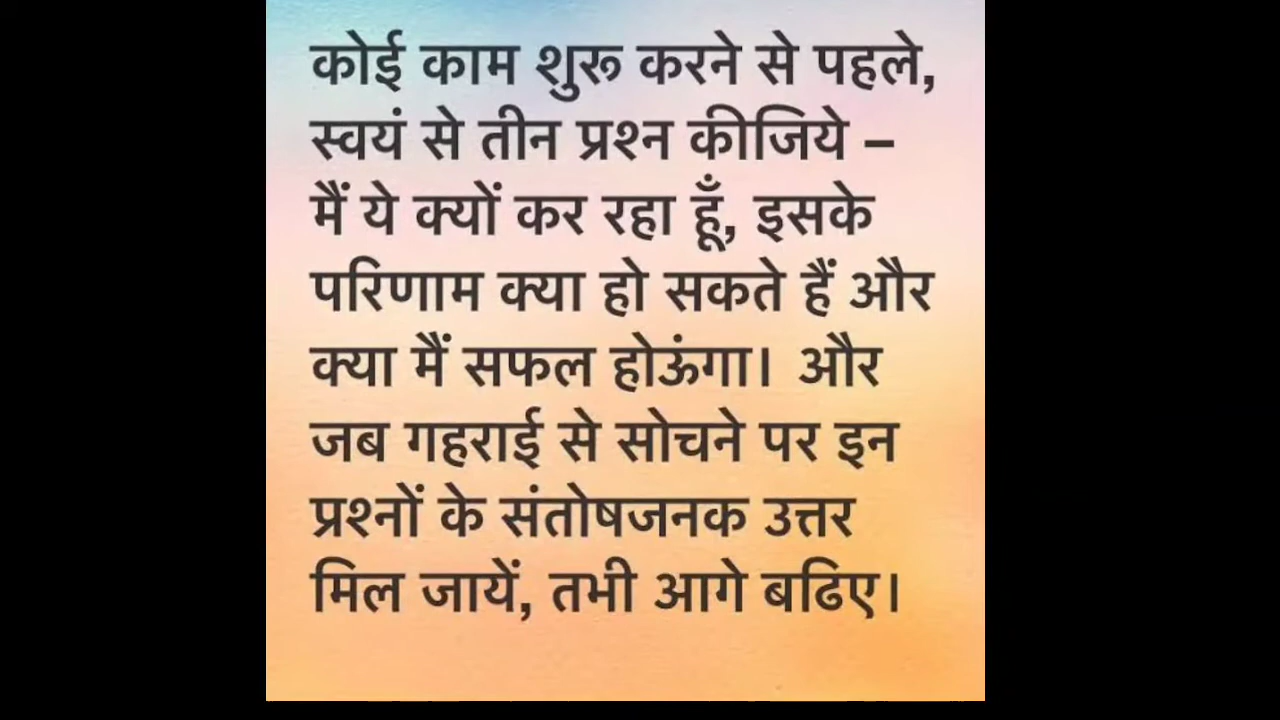 कोई काम शुरू करने से पहले,
स्वयं से तीन प्रश्न कीजिये –
मैं ये क्यों कर रहा हूँ, इसके
परिणाम क्या हो सकते हैं और
क्या मैं सफल होऊंगा। और
जब गहराई से सोचने पर इन
प्रश्नों के संतोषजनक उत्तर
मिल जायें, तभी आगे बढिए।